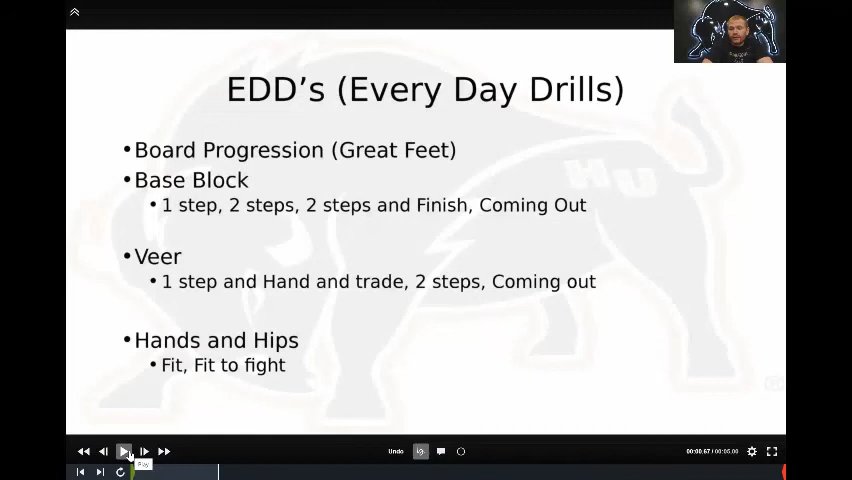 EDD's (Every Day Drills)
•Board Progression (Great Feet)
•Base Block
•1 step, 2 steps, 2 steps and Finish, Coming Out
•Veer
•1 step and Hand and trade, 2 steps, Coming out
•Hands and Hips
•Fit, Fit to fight
HU
®
Undo
00:00.67 / 00:05.00
Play